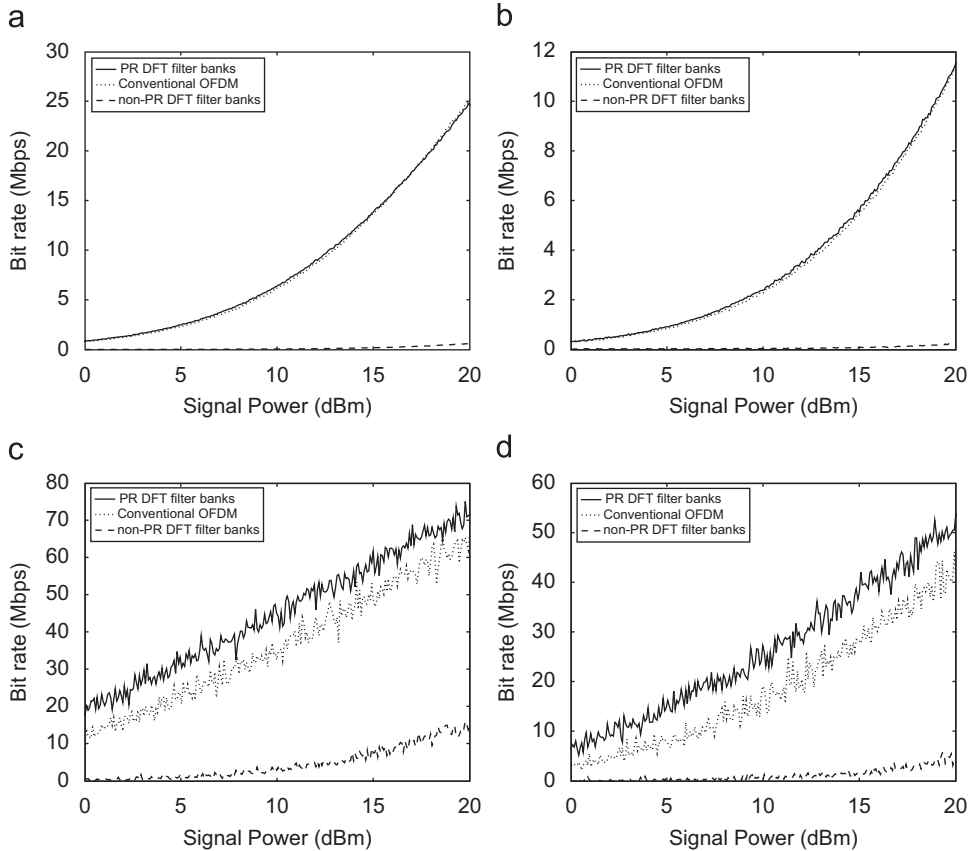 a
30
25
20
15
10
5
0
Bit rate (Mbps)
PR DFT filter banks
Conventional OFDM
non-PR DFT filter banks
0 5 10 15 20
Signal Power (dBm)
b
12
10
8
6
4
2
0
Bit rate (Mbps)
PR DFT filter banks
Conventional OFDM
non-PR DFT filter banks
0 5 10 15 20
Signal Power (dBm)
c
80
70
60
50
40
30
20
10
0
Bit rate (Mbps)
PR DFT filter banks
Conventional OFDM
non-PR DFT filter banks
0 5 10 15 20
Signal Power (dBm)
d
60
50
40
30
20
10
0
Bit rate (Mbps)
PR DFT filter banks
Conventional OFDM
non-PR DFT filter banks
0 5 10 15 20
Signal Power (dBm)